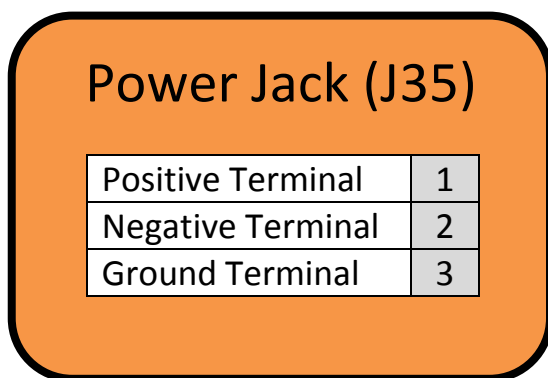 Power Jack (J35)
Positive Terminal 1
Negative Terminal 2
Ground Terminal 3